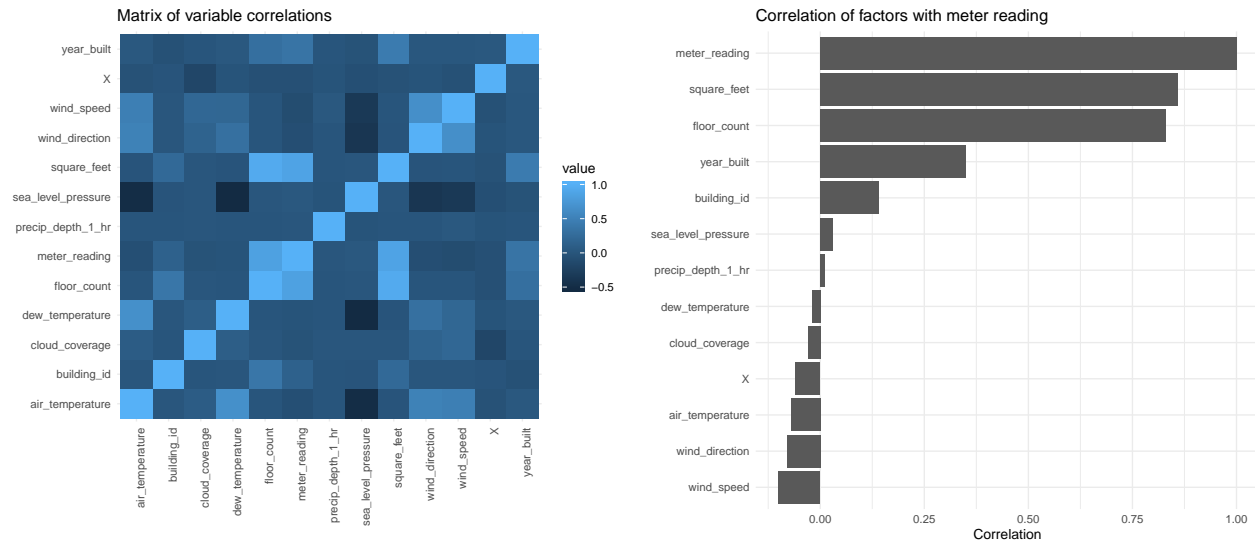 Matrix of variable correlations
year_built
X
wind_speed
wind_direction
square_feet
sea_level_pressure
precip_depth_1_hr
meter_reading
floor_count
dew_temperature
cloud_coverage
building_id
air_temperature
air_temperature
building_id
cloud_coverage
dew_temperature
floor_count
meter_reading
precip_depth_1_hr
sea_level_pressure
square_feet
wind_direction
wind_speed
X
year_built
value
1.0
0.5
0.0
−0.5
Correlation of factors with meter reading
meter_reading
square_feet
floor_count
year_built
building_id
sea_level_pressure
precip_depth_1_hr
dew_temperature
cloud_coverage
X
air_temperature
wind_direction
wind_speed
0.00 0.25 0.50 0.75 1.00
Correlation